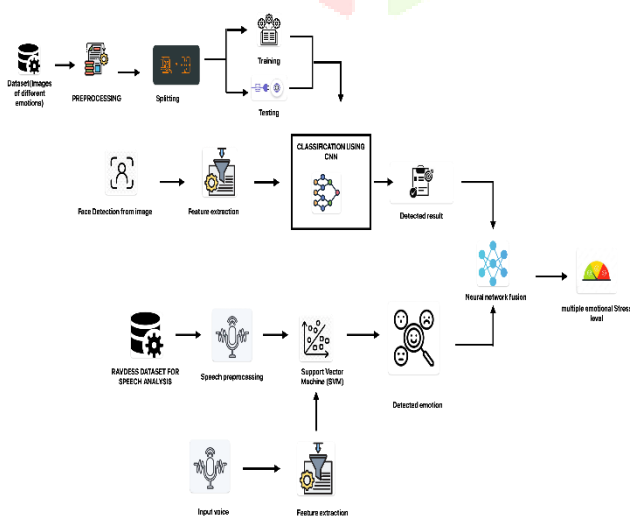 Dataset(Images
of different
emotions)
PREPROCESSING
Splitting
Training
Testing
Face Detection from image
Feature extraction
CLASSIFICATION USING
CNN
Detected result
Neural network fusion
multiple emotional Stress
level
RAVDESS DATASET FOR
SPEECH ANALYSIS
Speech preprocessing
Support Vector
Machine (SVM)
Detected emotion
Input voice
Feature extraction